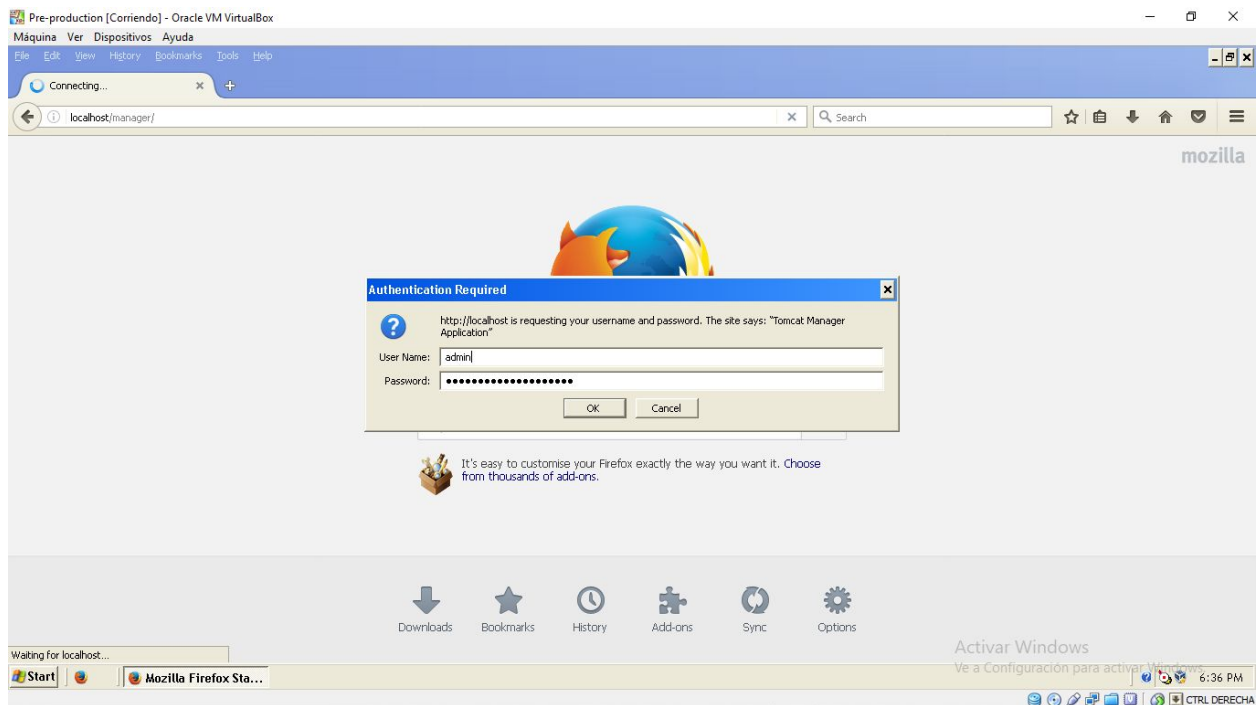 Pre-production [Corriendo] - Oracle VM VirtualBox
Máquina Ver Dispositivos Ayuda
File Edit View History Bookmarks Tools Help
Connecting...
localhost/manager/
Search
mozilla
Authentication Required
http://localhost is requesting your username and password. The site says: "Tomcat Manager
Application"
User Name: admin
Password: ••••••••••••••••••••
OK Cancel
It's easy to customise your Firefox exactly the way you want it. Choose
from thousands of add-ons.
Downloads Bookmarks History Add-ons Sync Options
Activar Windows
Ve a Configuración para activar Windows.
Waiting for localhost...
Start Mozilla Firefox Sta... 6:36 PM
CTRL DERECHA